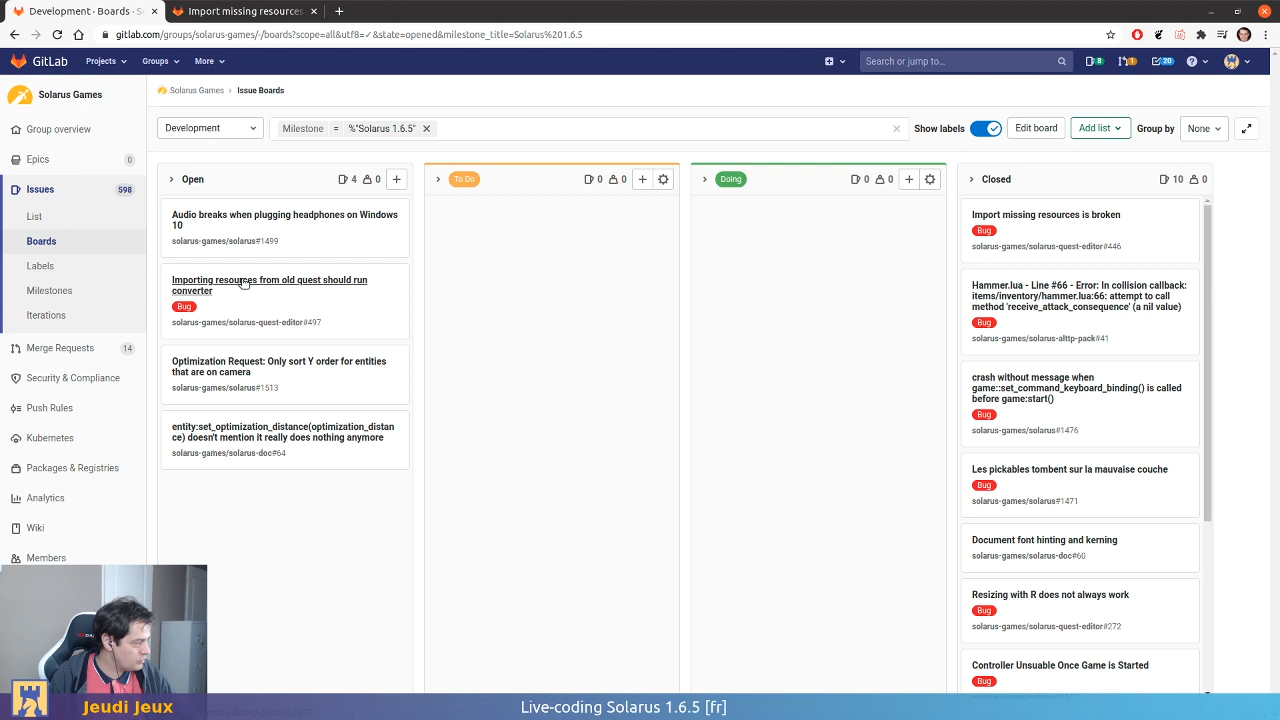 Development · Boards · S
Import missing resources
gitlab.com/groups/solarus-games/-/boards?scope=all&utf8=✓&state=opened&milestone_title=Solarus%201.6.5
GitLab
Projects
Groups
More
Search or jump to...
8
1
20
Solarus Games
Group overview
Epics
0
Issues
598
List
Boards
Labels
Milestones
Iterations
Merge Requests
14
Security & Compliance
Push Rules
Kubernetes
Packages & Registries
Analytics
Wiki
Members
Solarus Games › Issue Boards
Development
Milestone = %"Solarus 1.6.5"
Show labels
Edit board
Add list
Group by
None
Open
4 0
Audio breaks when plugging headphones on Windows
10
solarus-games/solarus#1499
Importing resources from old quest should run
converter
Bug
solarus-games/solarus-quest-editor#497
Optimization Request: Only sort Y order for entities
that are on camera
solarus-games/solarus#1513
entity:set_optimization_distance(optimization_distan
ce) doesn't mention it really does nothing anymore
solarus-games/solarus-doc#64
To Do
0 0
Doing
0 0
Closed
10 0
Import missing resources is broken
Bug
solarus-games/solarus-quest-editor#446
Hammer.lua - Line #66 - Error: In collision callback:
items/inventory/hammer.lua:66: attempt to call
method 'receive_attack_consequence' (a nil value)
Bug
solarus-games/solarus-alttp-pack#41
crash without message when
game::set_command_keyboard_binding() is called
before game:start()
Bug
solarus-games/solarus#1476
Les pickables tombent sur la mauvaise couche
Bug
solarus-games/solarus#1471
Document font hinting and kerning
solarus-games/solarus-doc#60
Resizing with R does not always work
Bug
solarus-games/solarus-quest-editor#272
Controller Unsuable Once Game is Started
Bug
Jeudi Jeux
Live-coding Solarus 1.6.5 [fr]